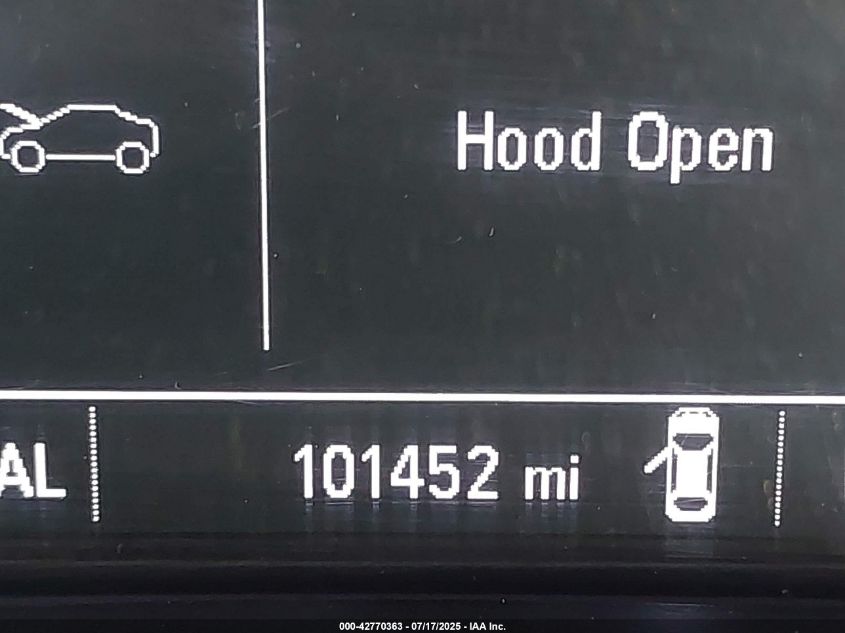 Hood Open
AL
101452 mi
000-42770363 - 07/17/2025 - IAA Inc.